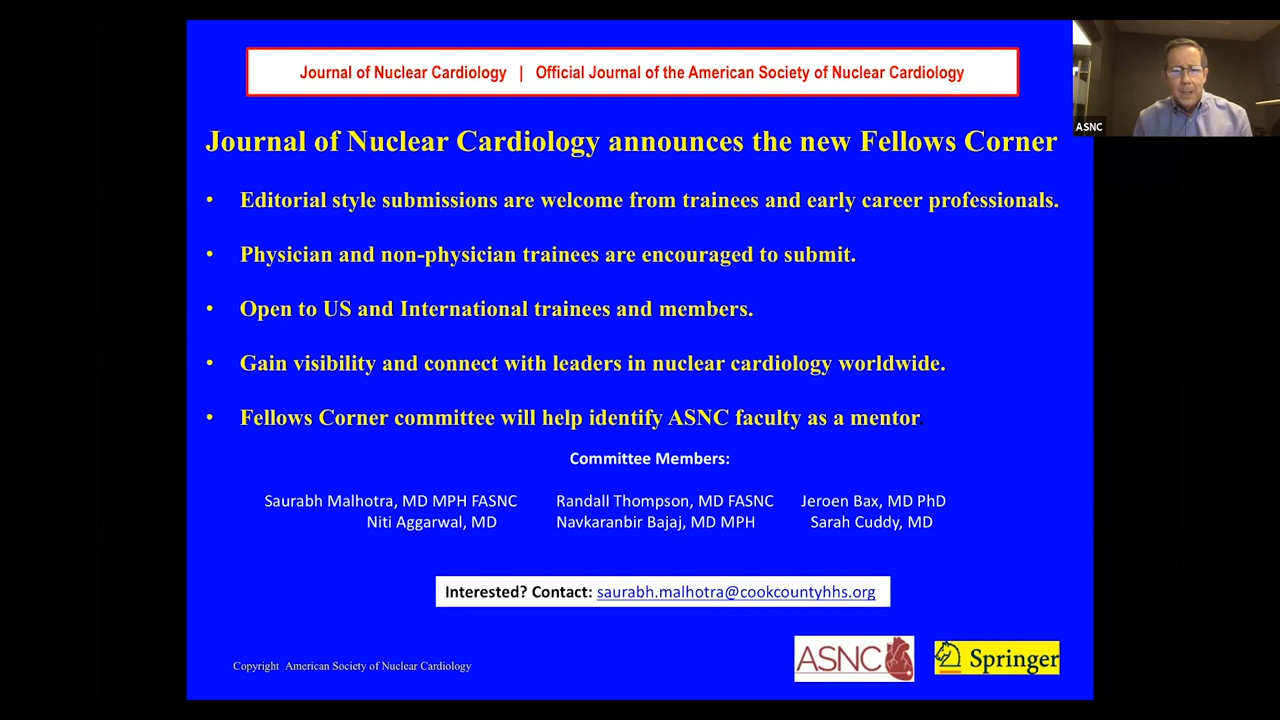 Journal of Nuclear Cardiology | Official Journal of the American Society of Nuclear Cardiology
ASNC
Journal of Nuclear Cardiology announces the new Fellows Corner
• Editorial style submissions are welcome from trainees and early career professionals.
• Physician and non-physician trainees are encouraged to submit.
• Open to US and International trainees and members.
• Gain visibility and connect with leaders in nuclear cardiology worldwide.
• Fellows Corner committee will help identify ASNC faculty as a mentor
Committee Members:
Saurabh Malhotra, MD MPH FASNC Randall Thompson, MD FASNC Jeroen Bax, MD PhD
Niti Aggarwal, MD Navkaranbir Bajaj, MD MPH Sarah Cuddy, MD
Interested? Contact: saurabh.malhotra@cookcountyhhs.org
Copyright American Society of Nuclear Cardiology
ASNC
Springer